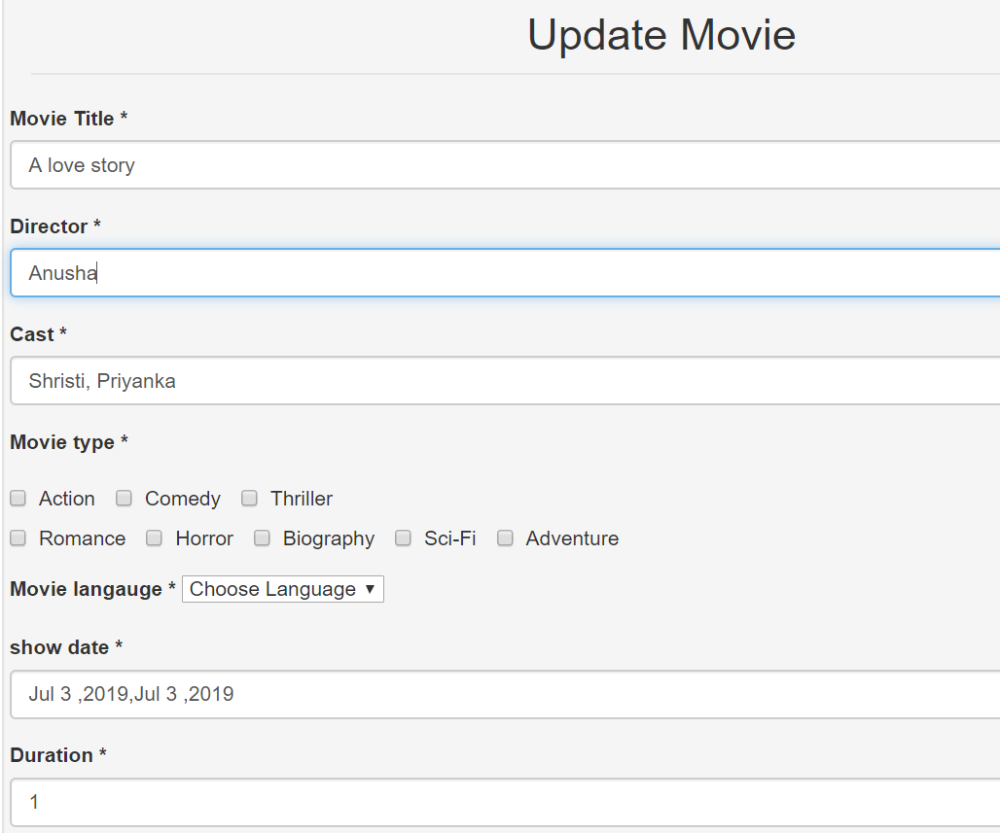 Update Movie
Movie Title *
A love story
Director *
Anusha
Cast *
Shristi, Priyanka
Movie type *
Action Comedy Thriller
Romance Horror Biography Sci-Fi Adventure
Movie langauge * Choose Language ▼
show date *
Jul 3 ,2019,Jul 3 ,2019
Duration *
1